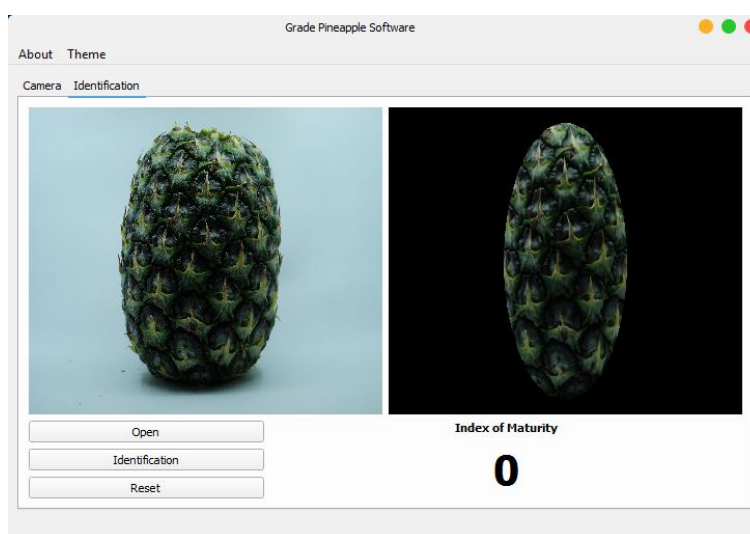 Grade Pineapple Software
About Theme
Camera Identification
Open
Identification
Reset
Index of Maturity
0